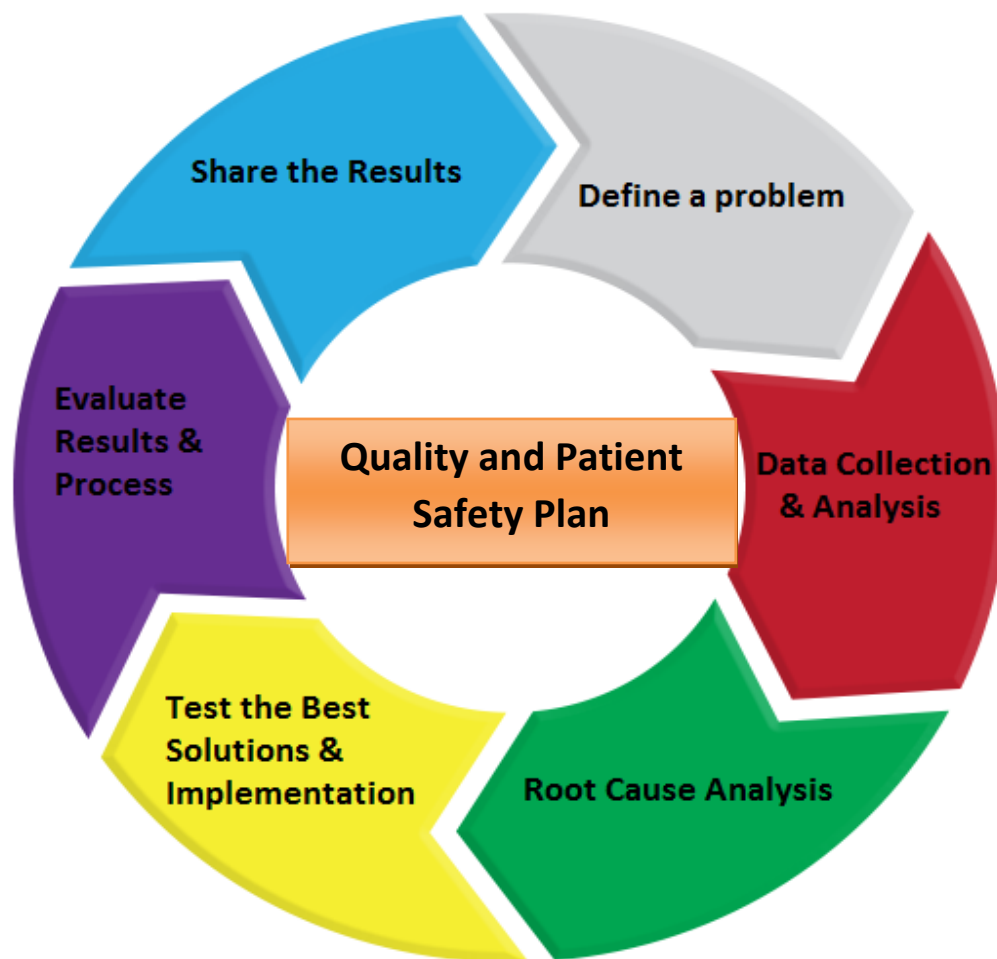 Share the Results
Define a problem
Evaluate
Results &
Process
Quality and Patient
Safety Plan
Data Collection
& Analysis
Test the Best
Solutions &
Implementation
Root Cause Analysis